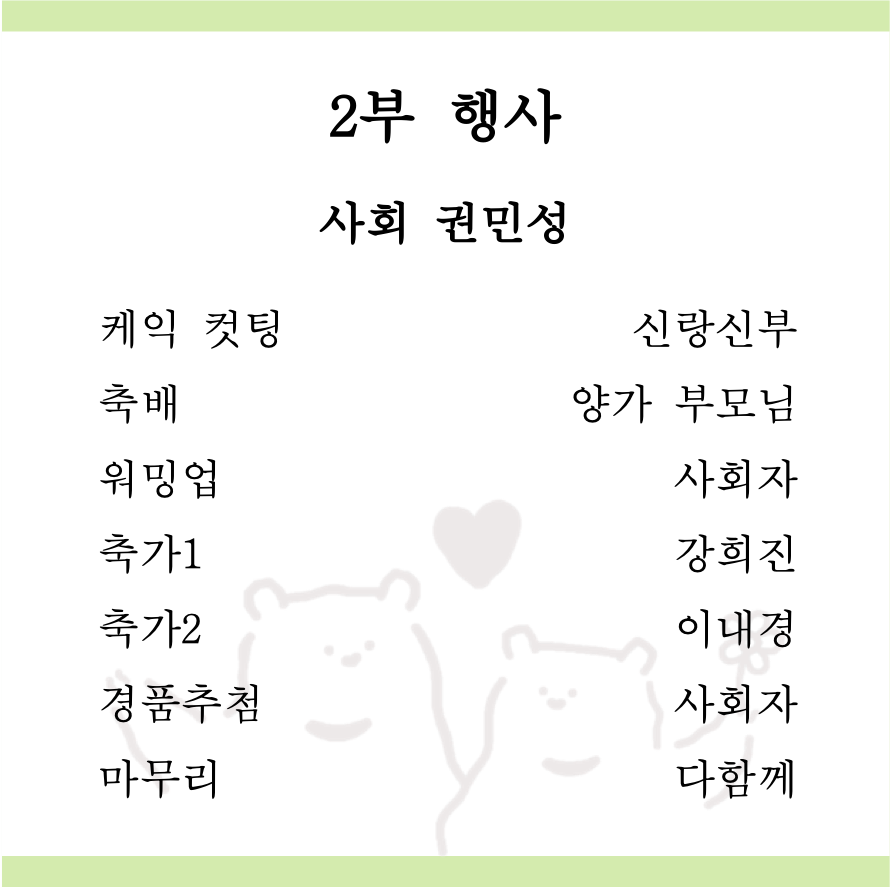 2부 행사
사회 권민성
케익 컷팅 신랑신부
축배 양가 부모님
워밍업 사회자
축가1 강희진
축가2 이내경
경품추첨 사회자
마무리 다함께